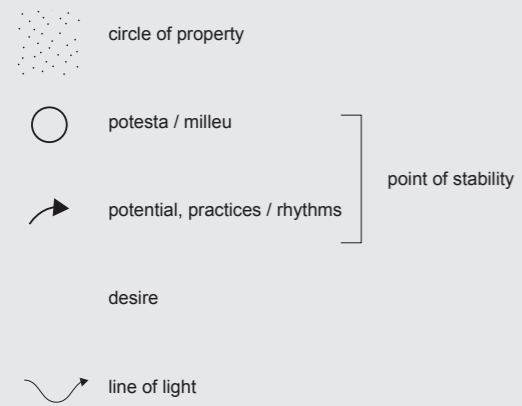 circle of property
potesta / milleu
point of stability
potential, practices / rhythms
desire
line of light